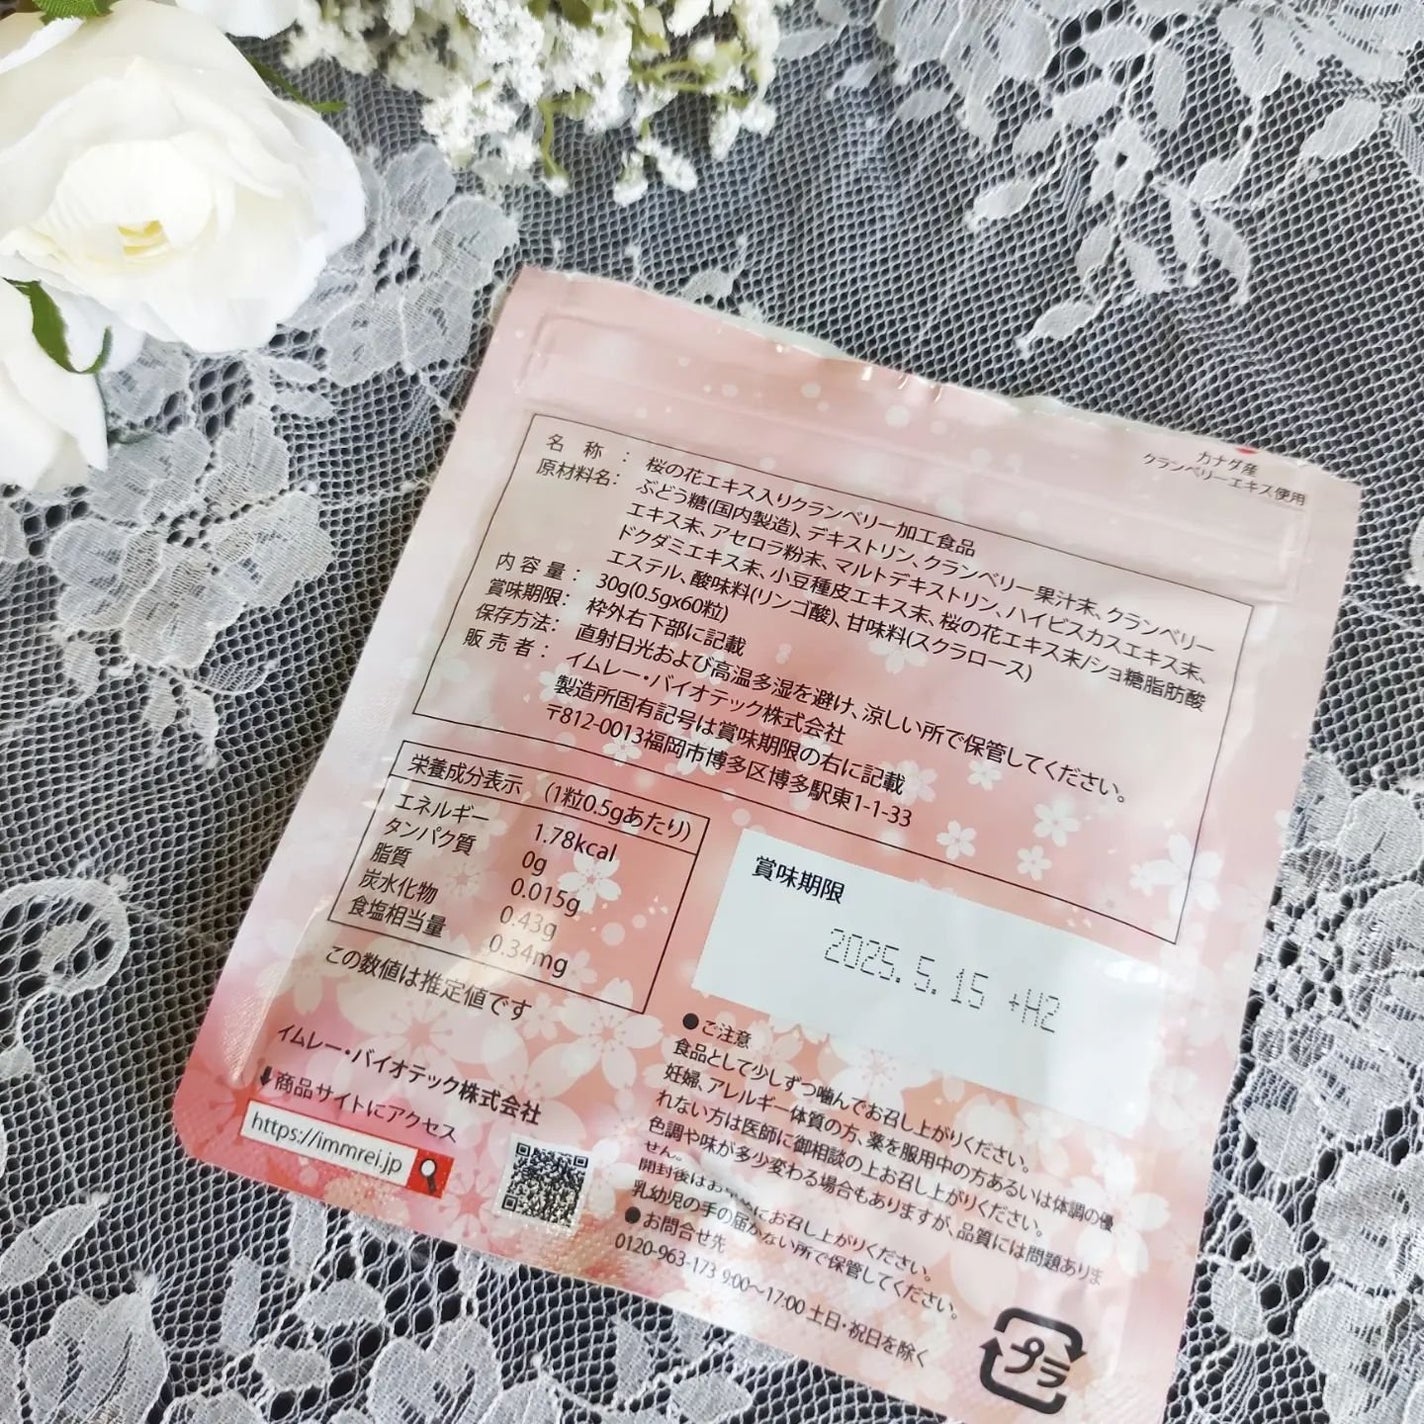 カナダ産
クランベリーエキス使用
名 称 : 桜の花エキス入りクランベリー加工食品
原材料名: ぶどう糖(国内製造)、デキストリン、クランベリー果汁末、クランベリー
エキス末、アセロラ粉末、マルトデキストリン、ハイビスカスエキス末、
ドクダミエキス末、小豆種皮エキス末、桜の花エキス末/ショ糖脂肪酸
エステル、酸味料(リンゴ酸)、甘味料(スクラロース)
内 容 量 : 30g(0.5gx60粒)
賞味期限: 枠外右下部に記載
保存方法: 直射日光および高温多湿を避け、涼しい所で保管してください。
販 売 者 : イムレー・バイオテック株式会社
製造所固有記号は賞味期限の右に記載
〒812-0013福岡市博多区博多駅東1-1-33
栄養成分表示 (1粒0.5gあたり)
エネルギー 1.78kcal
タンパク質 0g
脂質 0.015g
炭水化物 0.43g
食塩相当量 0.34mg
この数値は推定値です
イムレー・バイオテック株式会社
商品サイトにアクセス
https://immrei.jp
賞味期限
2025.5.15 +H2
●ご注意
食品として少しずつ噛んでお召し上がりください。
妊婦、アレルギー体質の方、薬を服用中の方あるいは体調の優
れない方は医師に御相談の上お召し上がりください。
色調や味が多少変わる場合もありますが、品質には問題ありま
せん。
開封後はお にお召し上がりください。
乳幼児の手の届かない所で保管してください。
●お問合せ先
0120-963-173 9:00～17:00 土日・祝日を除く
プラ